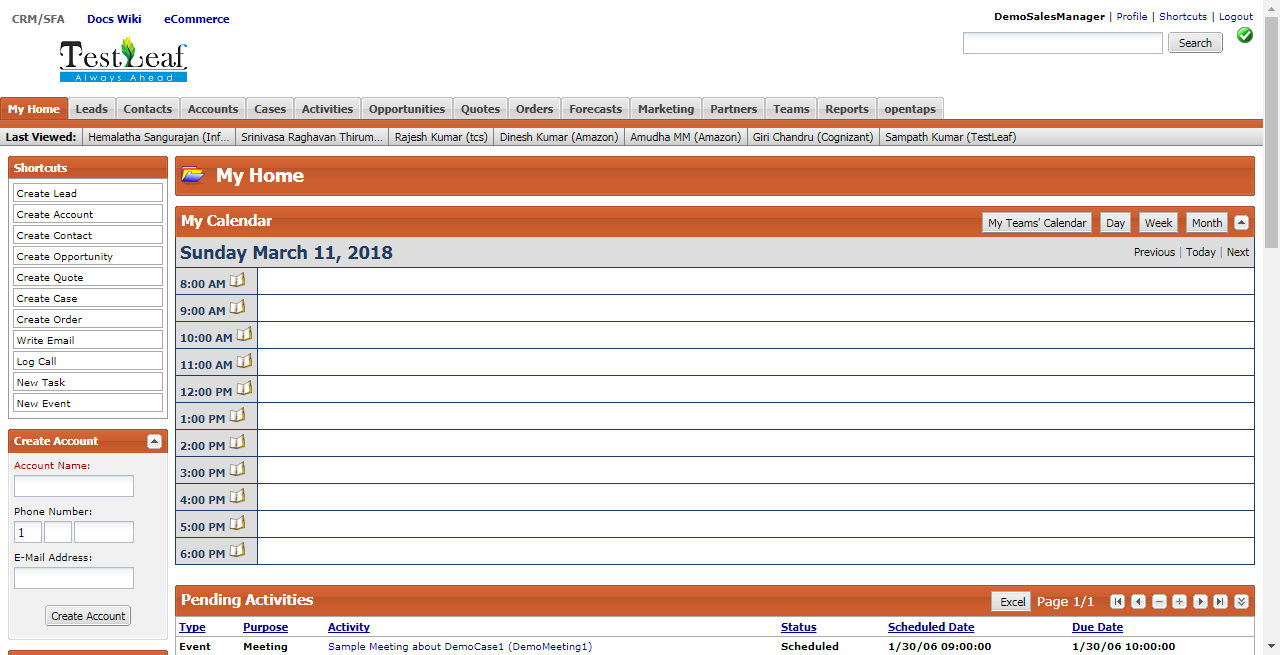 CRM/SFA Docs Wiki eCommerce
DemoSalesManager | Profile | Shortcuts | Logout
Search
TestLeaf
Always Ahead
My Home Leads Contacts Accounts Cases Activities Opportunities Quotes Orders Forecasts Marketing Partners Teams Reports opentaps
Last Viewed: Hemalatha Sangurajan (Inf... Srinivasa Raghavan Thirum... Rajesh Kumar (tcs) Dinesh Kumar (Amazon) Amudha MM (Amazon) Giri Chandru (Cognizant) Sampath Kumar (TestLeaf)
Shortcuts
Create Lead
Create Account
Create Contact
Create Opportunity
Create Quote
Create Case
Create Order
Write Email
Log Call
New Task
New Event
Create Account
Account Name:
Phone Number:
1
E-Mail Address:
Create Account
My Home
My Calendar My Teams' Calendar Day Week Month
Sunday March 11, 2018 Previous | Today | Next
8:00 AM
9:00 AM
10:00 AM
11:00 AM
12:00 PM
1:00 PM
2:00 PM
3:00 PM
4:00 PM
5:00 PM
6:00 PM
Pending Activities Excel Page 1/1
Type Purpose Activity Status Scheduled Date Due Date
Event Meeting Sample Meeting about DemoCase1 (DemoMeeting1) Scheduled 1/30/06 09:00:00 1/30/06 10:00:00